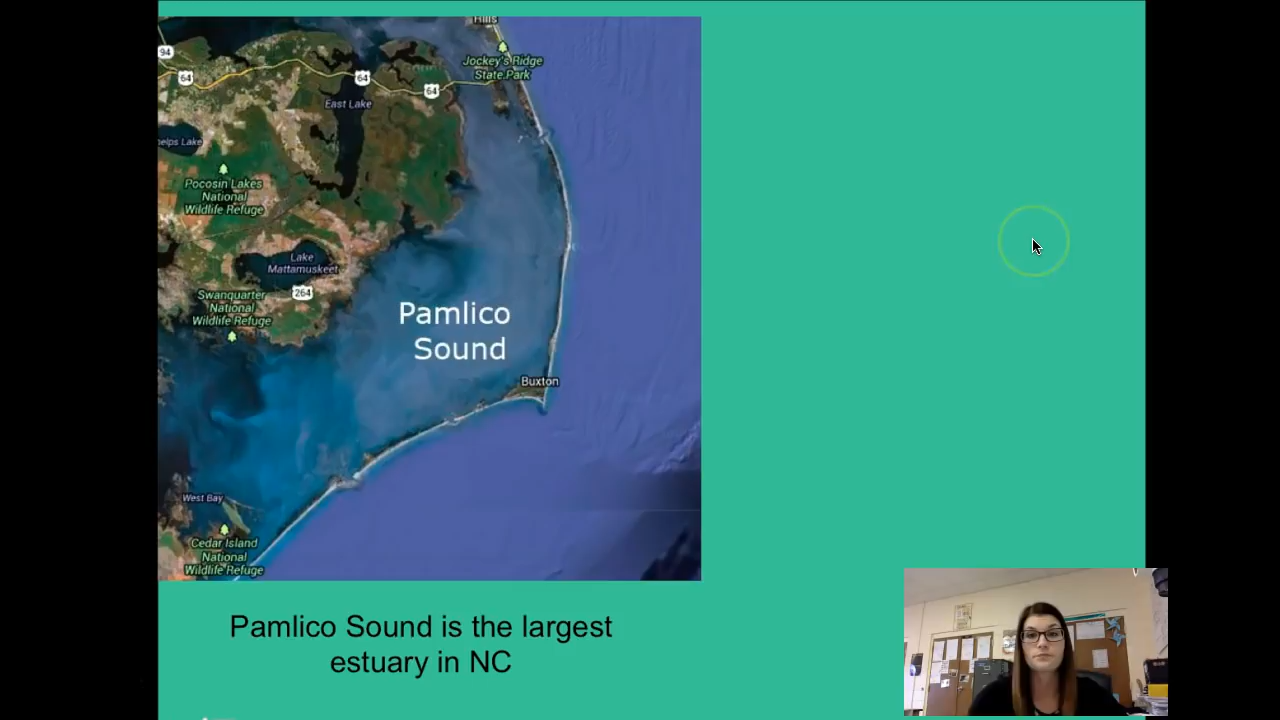 Hills
94
64
64
64
Jockey's Ridge
State Park
East Lake
elps Lake
Pocosin Lakes
National
Wildlife Refuge
Lake
Mattamuskeet
264
Swanquarter
National
Wildlife Refuge
Pamlico
Sound
Buxton
West Bay
Cedar Island
National
Wildlife Refuge
Pamlico Sound is the largest
estuary in NC